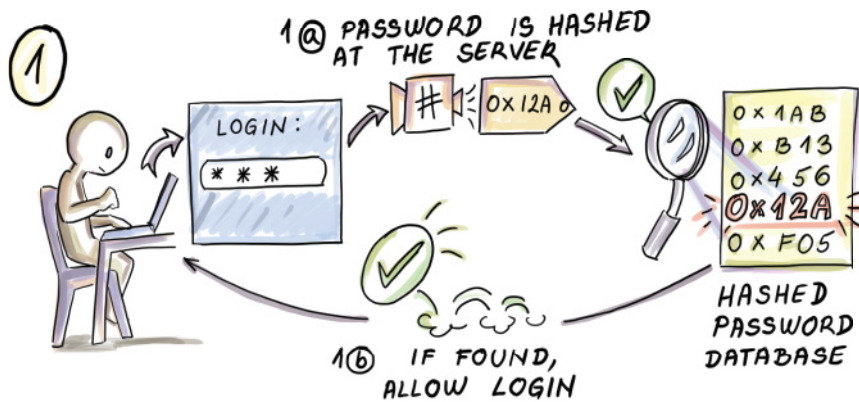 1
1ⓐ PASSWORD IS HASHED
AT THE SERVER
LOGIN:
* * *
#
0X12A
0X1AB
0XB13
0X456
0X12A
0XF05
HASHED
PASSWORD
DATABASE
1ⓑ IF FOUND,
ALLOW LOGIN